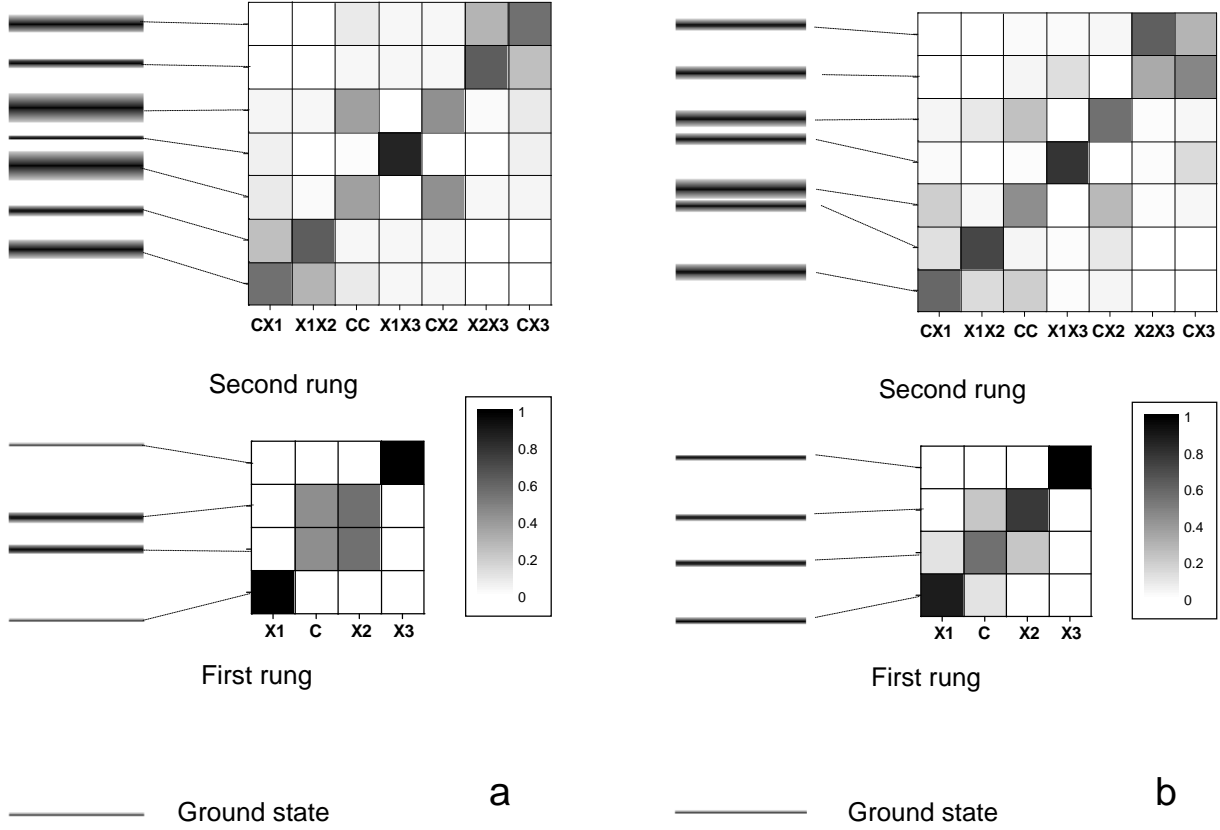 CX1 X1X2 CC X1X3 CX2 X2X3 CX3
Second rung
1
0.8
0.6
0.4
0.2
0
X1 C X2 X3
First rung
Ground state
a
CX1 X1X2 CC X1X3 CX2 X2X3 CX3
Second rung
1
0.8
0.6
0.4
0.2
0
X1 C X2 X3
First rung
Ground state
b